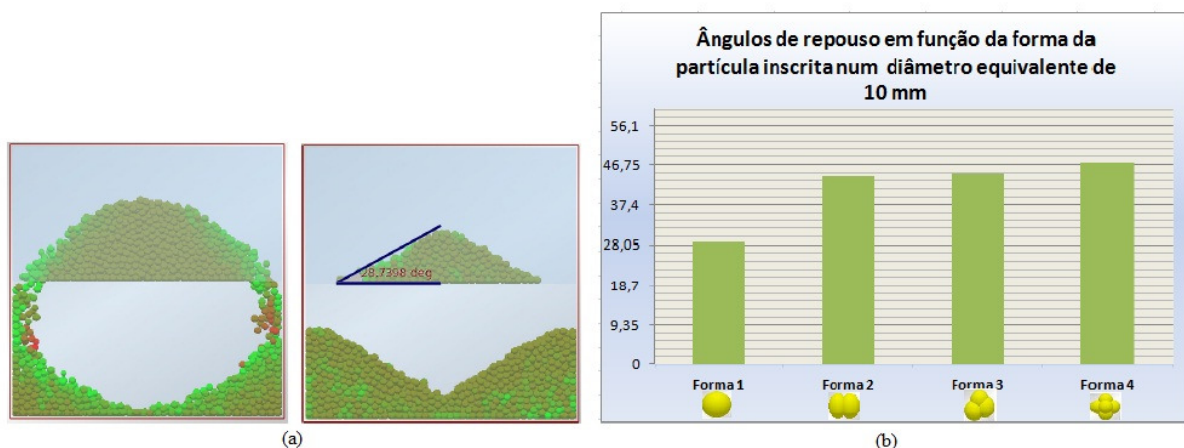 28,7398 deg
(a)
Ângulos de repouso em função da forma da
partícula inscrita num diâmetro equivalente de
10 mm
56,1
46,75
37,4
28,05
18,7
9,35
0
Forma 1 Forma 2 Forma 3 Forma 4
(b)